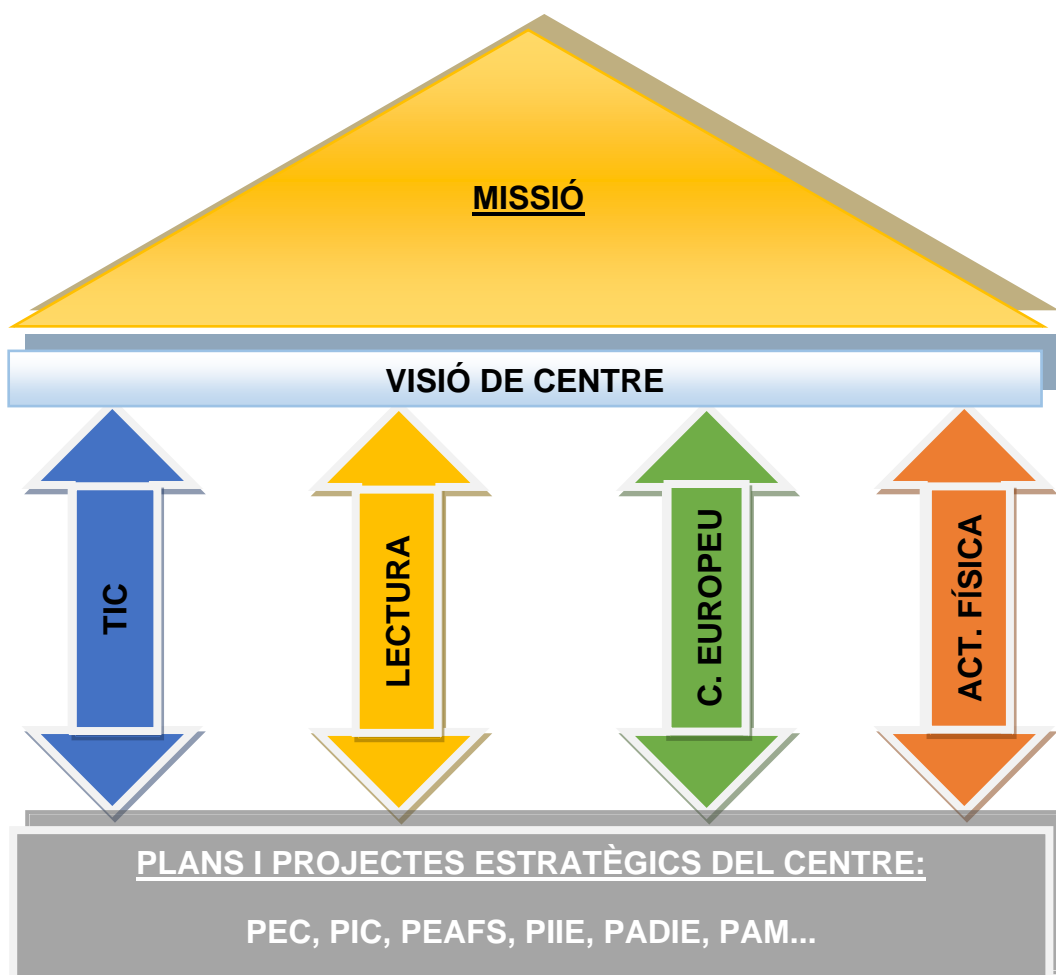 MISSIÓ
VISIÓ DE CENTRE
TIC
LECTURA
C. EUROPEU
ACT. FÍSICA
PLANS I PROJECTES ESTRATÈGICS DEL CENTRE:
PEC, PIC, PEAFS, PIIE, PADIE, PAM...